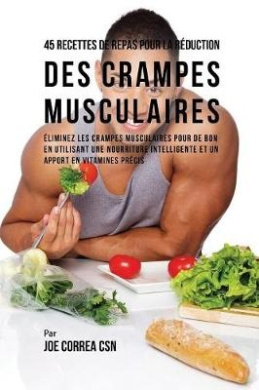 45 RECETTES DE REPAS POUR LA RÉDUCTION
DES CRAMPES
MUSCULAIRES
ÉLIMINEZ LES CRAMPES MUSCULAIRES POUR DE BON
EN UTILISANT UNE NOURRITURE INTELLIGENTE ET UN
APPORT EN VITAMINES PRÉCIS
Par
JOE CORREA CSN